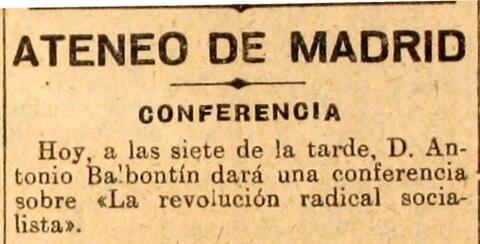 ATENEO DE MADRID
CONFERENCIA
Hoy, a las siete de la tarde, D. An-
tonio Balbontín dará una conferencia
sobre «La revolución radical socia-
lista».